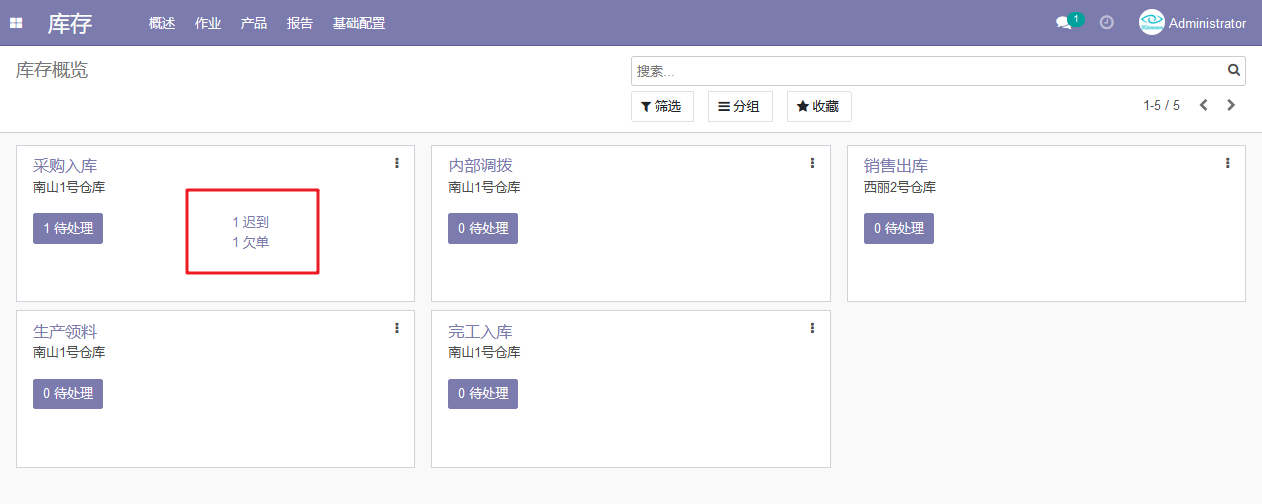 库存 概述 作业 产品 报告 基础配置 1 Administrator
库存概览
搜索...
筛选 分组 收藏 1-5 / 5
采购入库
南山1号仓库
1 待处理
1 迟到
1 欠单
内部调拨
南山1号仓库
0 待处理
销售出库
西丽2号仓库
0 待处理
生产领料
南山1号仓库
0 待处理
完工入库
南山1号仓库
0 待处理